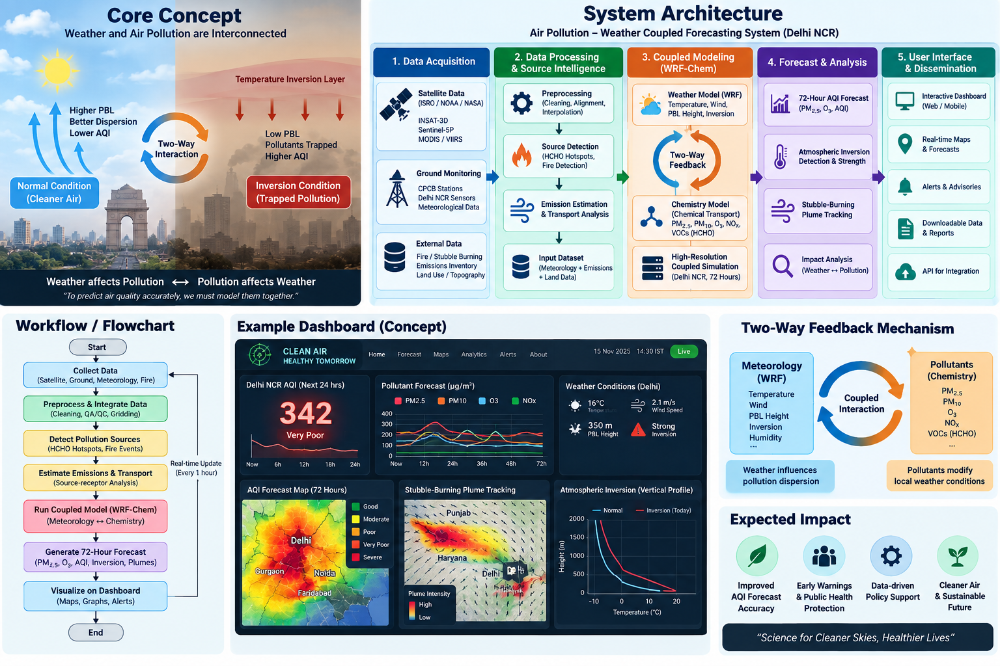 Core Concept
Weather and Air Pollution are Interconnected
Temperature Inversion Layer
Higher PBL
Better Dispersion
Lower AQI
Two-Way
Interaction
Low PBL
Pollutants Trapped
Higher AQI
Normal Condition
(Cleaner Air)
Inversion Condition
(Trapped Pollution)
Weather affects Pollution ↔ Pollution affects Weather
“To predict air quality accurately, we must model them together.”
System Architecture
Air Pollution – Weather Coupled Forecasting System (Delhi NCR)
1. Data Acquisition
Satellite Data
(ISRO / NOAA / NASA)
INSAT-3D
Sentinel-5P
MODIS / VIIRS
Ground Monitoring
CPCB Stations
Delhi NCR Sensors
Meteorological Data
External Data
Fire / Stubble Burning
Emissions Inventory
Land Use / Topography
2. Data Processing
& Source Intelligence
Preprocessing
(Cleaning, Alignment,
Interpolation)
Source Detection
(HCHO Hotspots,
Fire Detection)
Emission Estimation
& Transport Analysis
Input Dataset
(Meteorology + Emissions
+ Land Data)
3. Coupled Modeling
(WRF-Chem)
Weather Model (WRF)
Temperature, Wind,
PBL Height, Inversion
Two-Way
Feedback
Chemistry Model
(Chemical Transport)
PM₂.₅, PM₁₀, O₃, NOₓ,
VOCs (HCHO)
High-Resolution
Coupled Simulation
(Delhi NCR, 72 Hours)
4. Forecast & Analysis
72-Hour AQI Forecast
(PM₂.₅, O₃, AQI)
Atmospheric Inversion
Detection & Strength
Stubble-Burning
Plume Tracking
Impact Analysis
(Weather ↔ Pollution)
5. User Interface
& Dissemination
Interactive Dashboard
(Web / Mobile)
Real-time Maps
& Forecasts
Alerts & Advisories
Downloadable Data
& Reports
API for Integration
Workflow / Flowchart
Start
Collect Data
(Satellite, Ground, Meteorology, Fire)
Preprocess & Integrate Data
(Cleaning, QA/QC, Gridding)
Detect Pollution Sources
(HCHO Hotspots, Fire Events)
Estimate Emissions & Transport
(Source-receptor Analysis)
Run Coupled Model (WRF-Chem)
(Meteorology ↔ Chemistry)
Generate 72-Hour Forecast
(PM₂.₅, O₃, AQI, Inversion, Plumes)
Visualize on Dashboard
(Maps, Graphs, Alerts)
End
Real-time Update
(Every 1 hour)
Example Dashboard (Concept)
CLEAN AIR
HEALTHY TOMORROW
Home Forecast Maps Analytics Alerts About
15 Nov 2025 14:30 IST Live
Delhi NCR AQI (Next 24 hrs)
342
Very Poor
Now 6h 12h 18h 24h
Pollutant Forecast (µg/m³)
PM2.5 PM10 O3 NOx
400
300
200
100
0
Now 12h 24h 36h 48h 72h
Weather Conditions (Delhi)
16°C
Temperature
2.1 m/s
Wind Speed
350 m
PBL Height
Strong
Inversion
AQI Forecast Map (72 Hours)
Good
Moderate
Poor
Very Poor
Severe
Delhi
Gurgaon
Noida
Faridabad
Stubble-Burning Plume Tracking
Punjab
Haryana
Delhi
Plume Intensity
High
Low
Atmospheric Inversion (Vertical Profile)
Normal Inversion (Today)
Height (m)
2000
1500
1000
500
0
-10 0 10 20
Temperature (°C)
Two-Way Feedback Mechanism
Meteorology
(WRF)
Temperature
Wind
PBL Height
Inversion
Humidity
...
Coupled
Interaction
Pollutants
(Chemistry)
PM₂.₅
PM₁₀
O₃
NOₓ
VOCs (HCHO)
...
Weather influences
pollution dispersion
Pollutants modify
local weather conditions
Expected Impact
Improved
AQI Forecast
Accuracy
Early Warnings
& Public Health
Protection
Data-driven
Policy Support
Cleaner Air
& Sustainable
Future
“Science for Cleaner Skies, Healthier Lives”